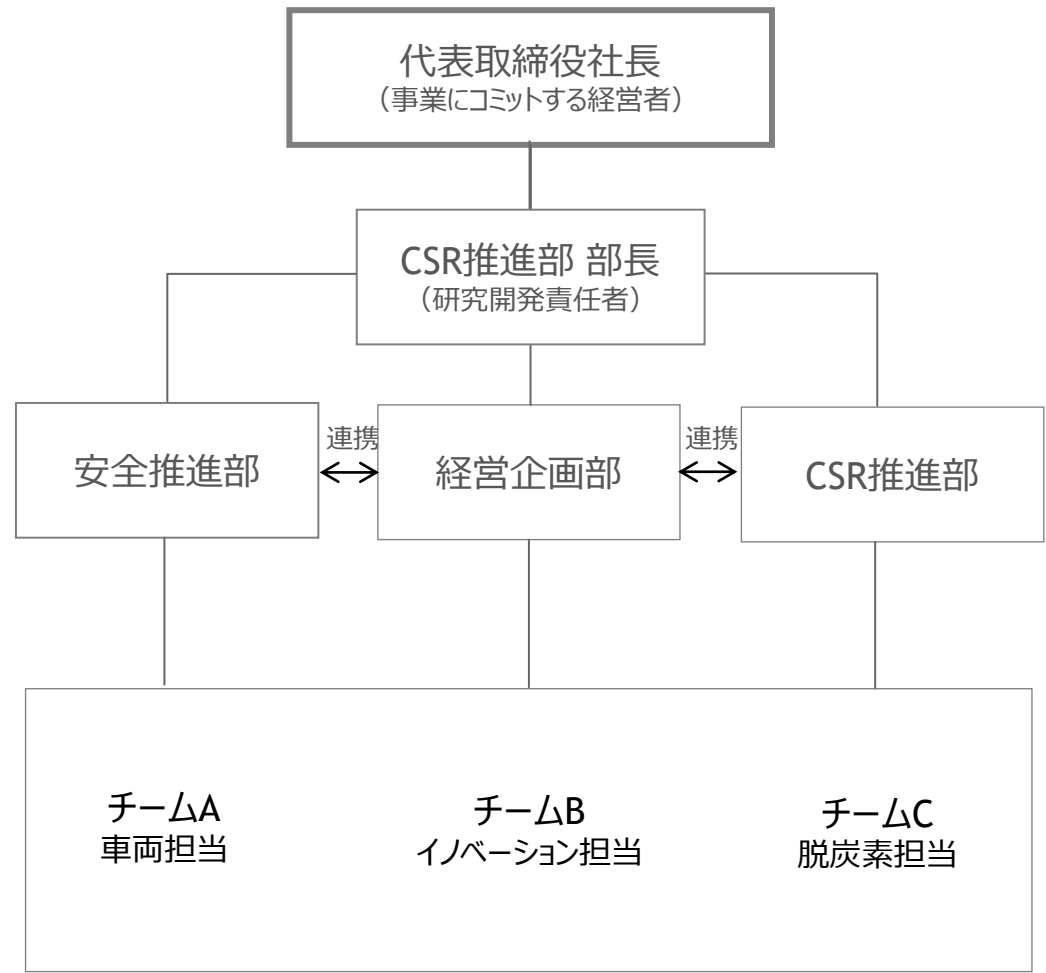 代表取締役社長
（事業にコミットする経営者）
CSR推進部 部長
（研究開発責任者）
安全推進部
連携
経営企画部
連携
CSR推進部
チームA
車両担当
チームB
イノベーション担当
チームC
脱炭素担当